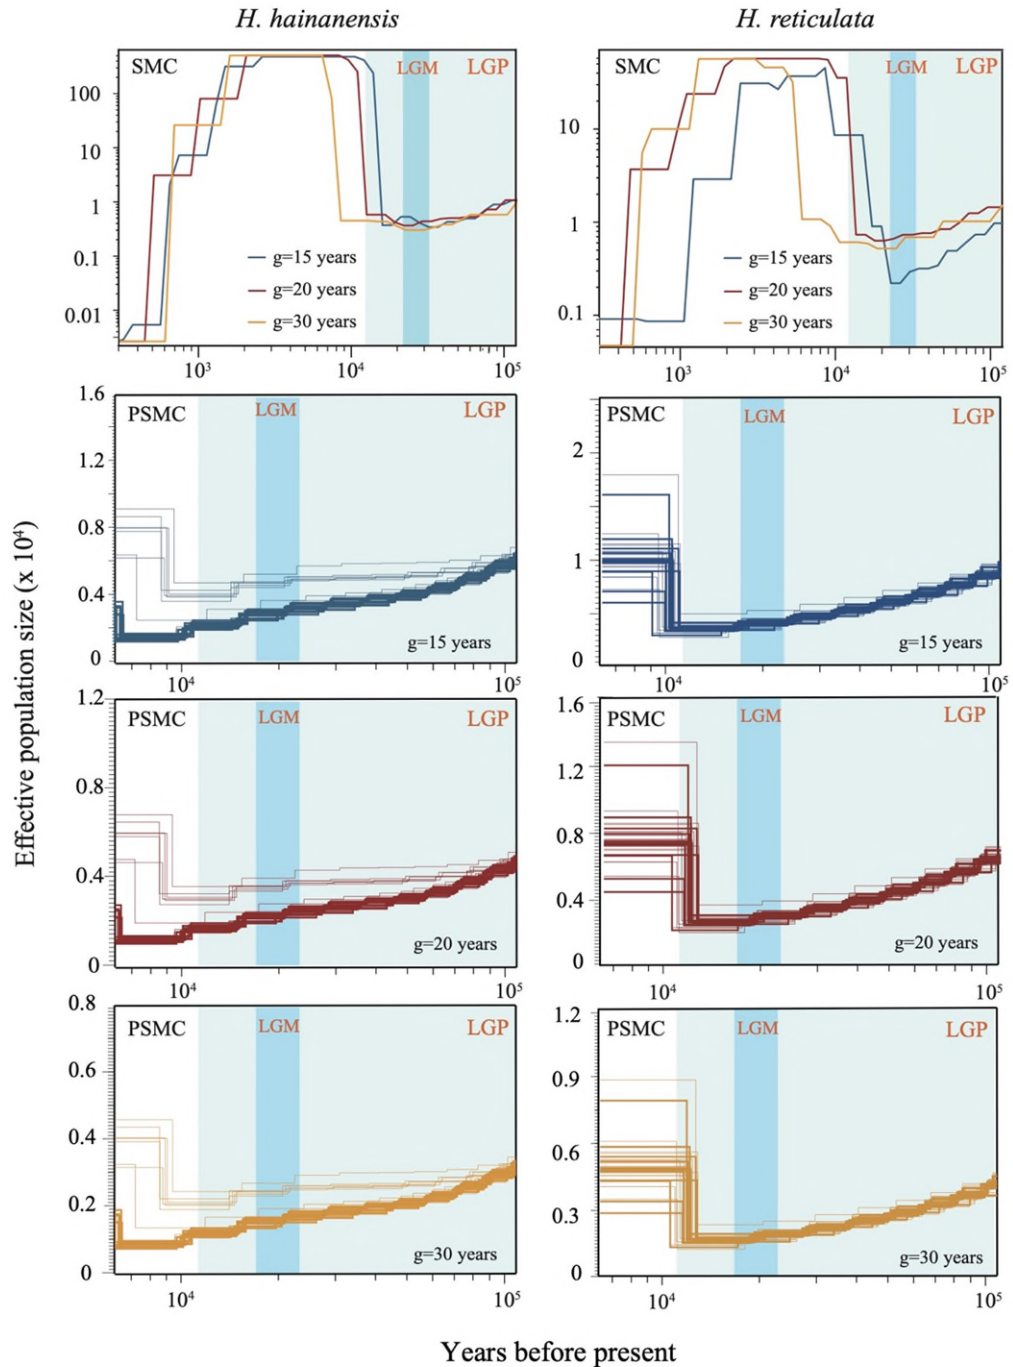 H. hainanensis
H. reticulata
SMC
LGM
LGP
100
10
1
0.1
0.01
g=15 years
g=20 years
g=30 years
10³
10⁴
10⁵
SMC
LGM
LGP
10
1
0.1
g=15 years
g=20 years
g=30 years
10³
10⁴
10⁵
Effective population size (x 10⁴)
PSMC
LGM
LGP
1.6
1.2
0.8
0.4
0
g=15 years
10⁴
10⁵
PSMC
LGM
LGP
2
1
0
g=15 years
10⁴
10⁵
PSMC
LGM
LGP
1.2
0.8
0.4
0
g=20 years
10⁴
10⁵
PSMC
LGM
LGP
1.6
1.2
0.8
0.4
0
g=20 years
10⁴
10⁵
PSMC
LGM
LGP
0.8
0.6
0.4
0.2
0
g=30 years
10⁴
10⁵
PSMC
LGM
LGP
1.2
0.9
0.6
0.3
0
g=30 years
10⁴
10⁵
Years before present